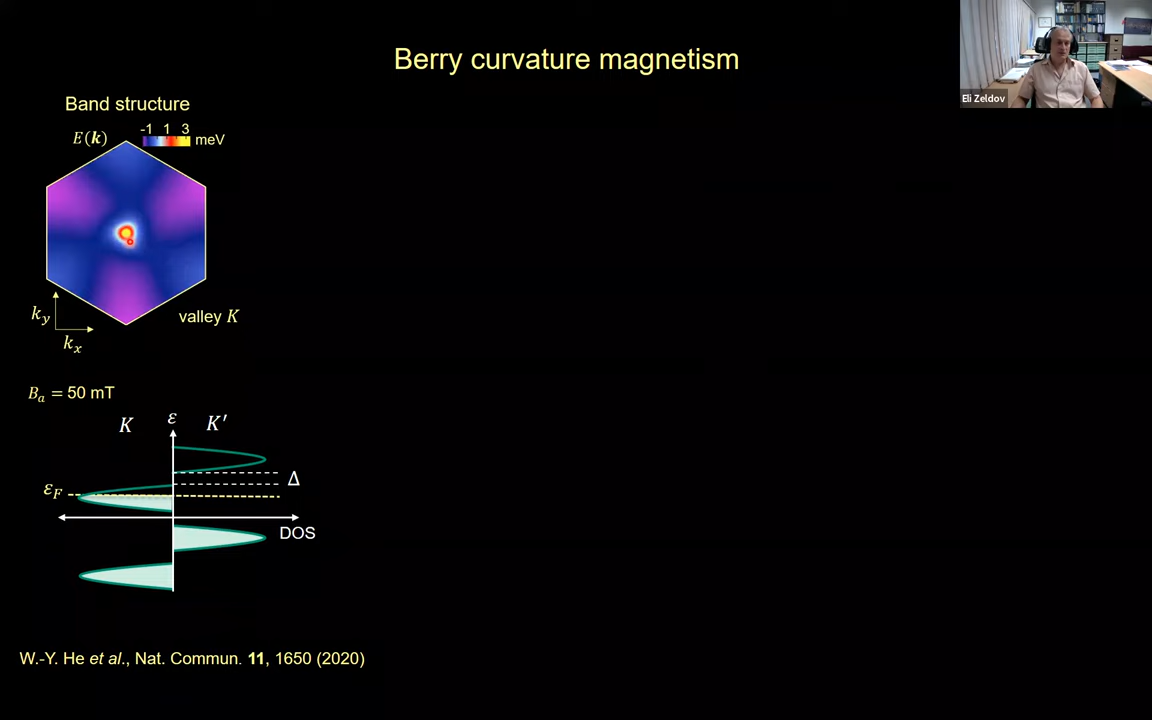 Berry curvature magnetism
Eli Zeldov
Band structure
E(k) -1 1 3 meV
valley K
k_y
k_x
B_a = 50 mT
K ε K′
Δ
ε_F
DOS
W.-Y. He et al., Nat. Commun. 11, 1650 (2020)